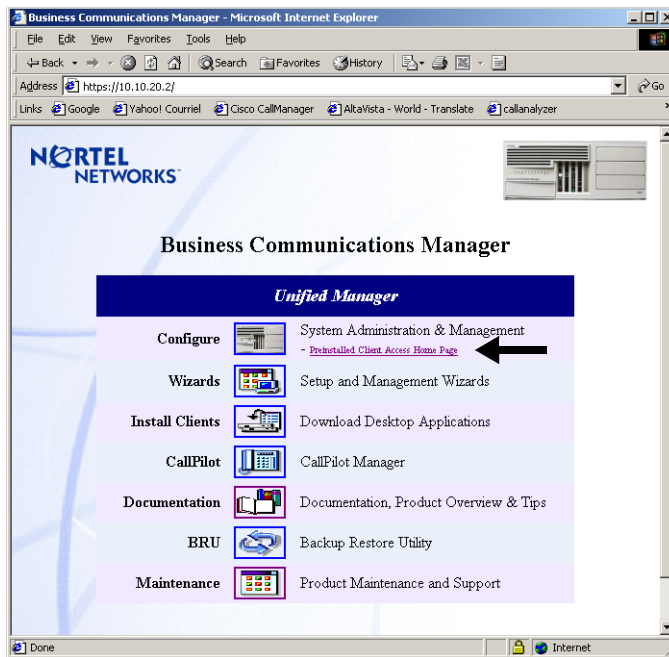 Business Communications Manager - Microsoft Internet Explorer
File Edit View Favorites Tools Help
Back Search Favorites History
Address https://10.10.20.2/ Go
Links Google Yahoo! Courriel Cisco CallManager AltaVista - World - Translate callanalyzer
NORTEL
NETWORKS
Business Communications Manager
Unified Manager
Configure System Administration & Management
- Preinstalled Client Access Home Page
Wizards Setup and Management Wizards
Install Clients Download Desktop Applications
CallPilot CallPilot Manager
Documentation Documentation, Product Overview & Tips
BRU Backup Restore Utility
Maintenance Product Maintenance and Support
Done Internet